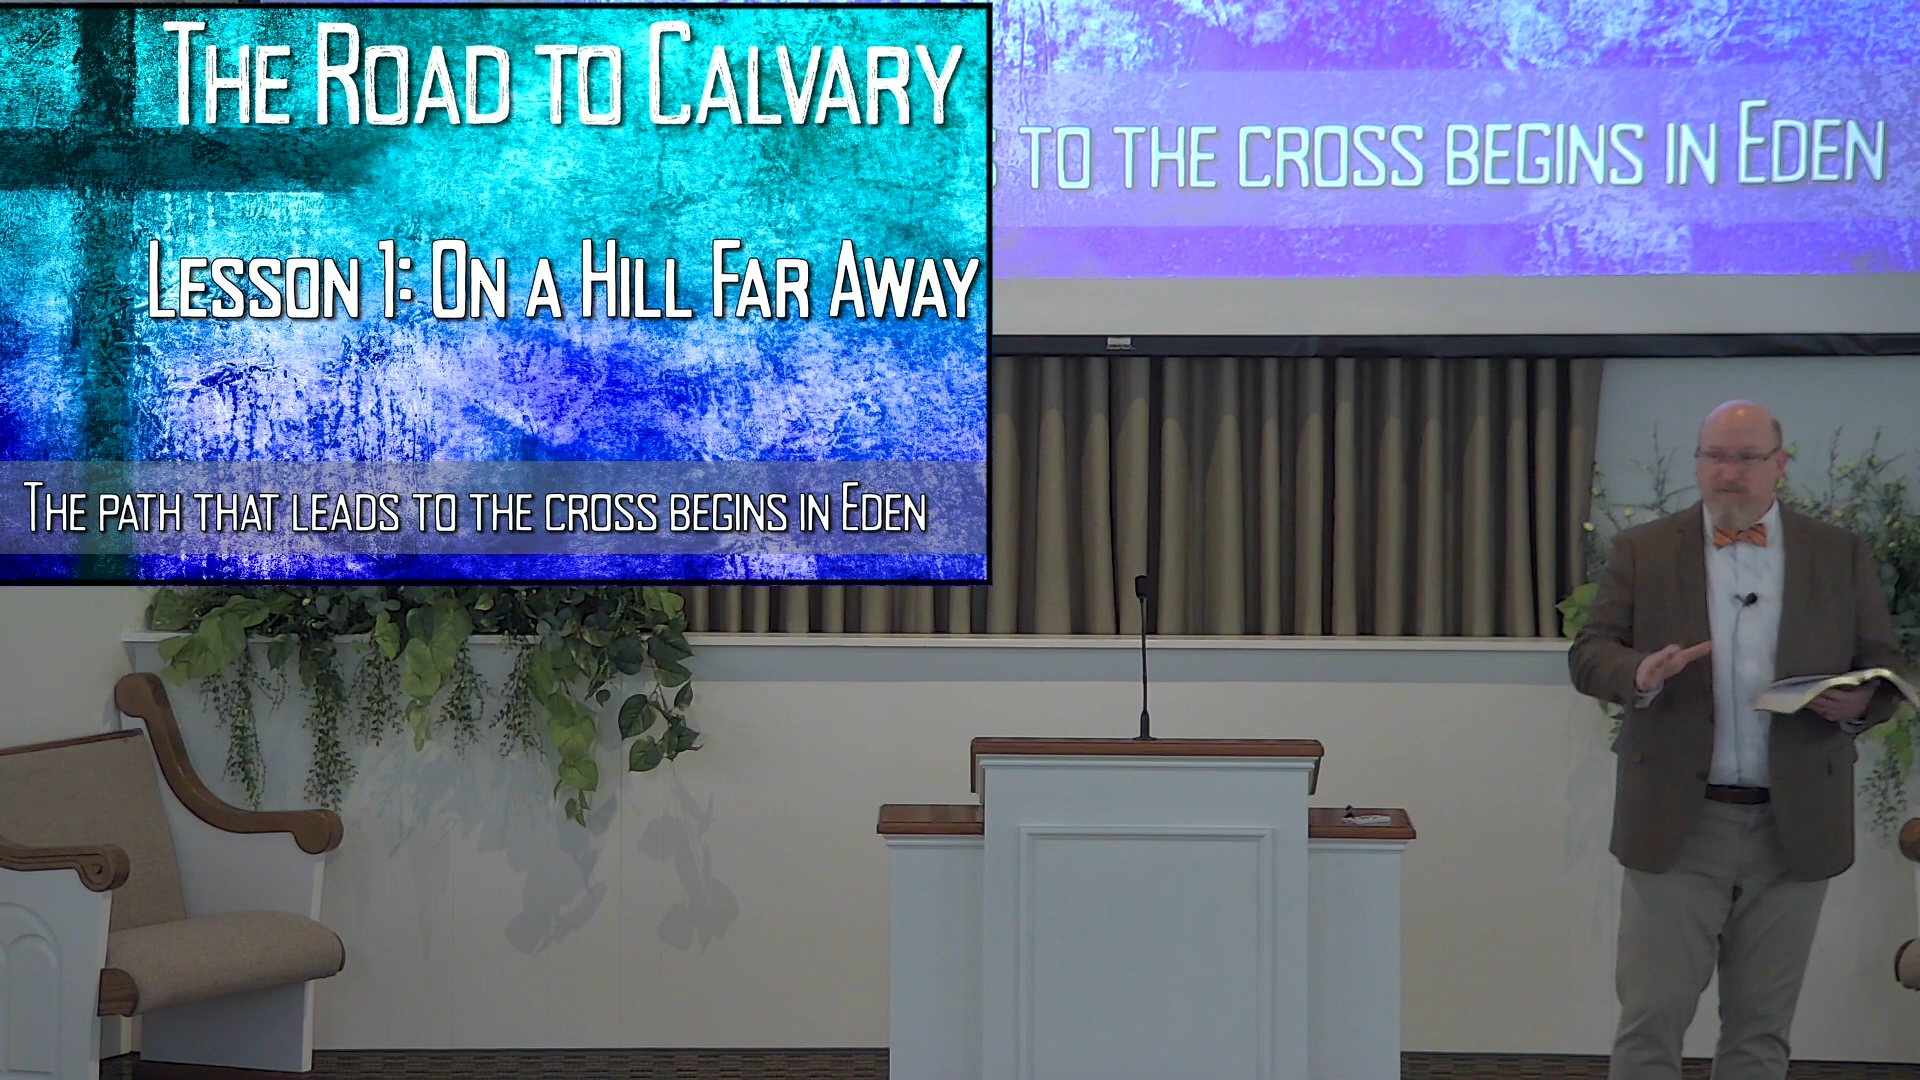 The Road to Calvary
Lesson 1: On a Hill Far Away
The path that leads to the cross begins in Eden
to the cross begins in Eden